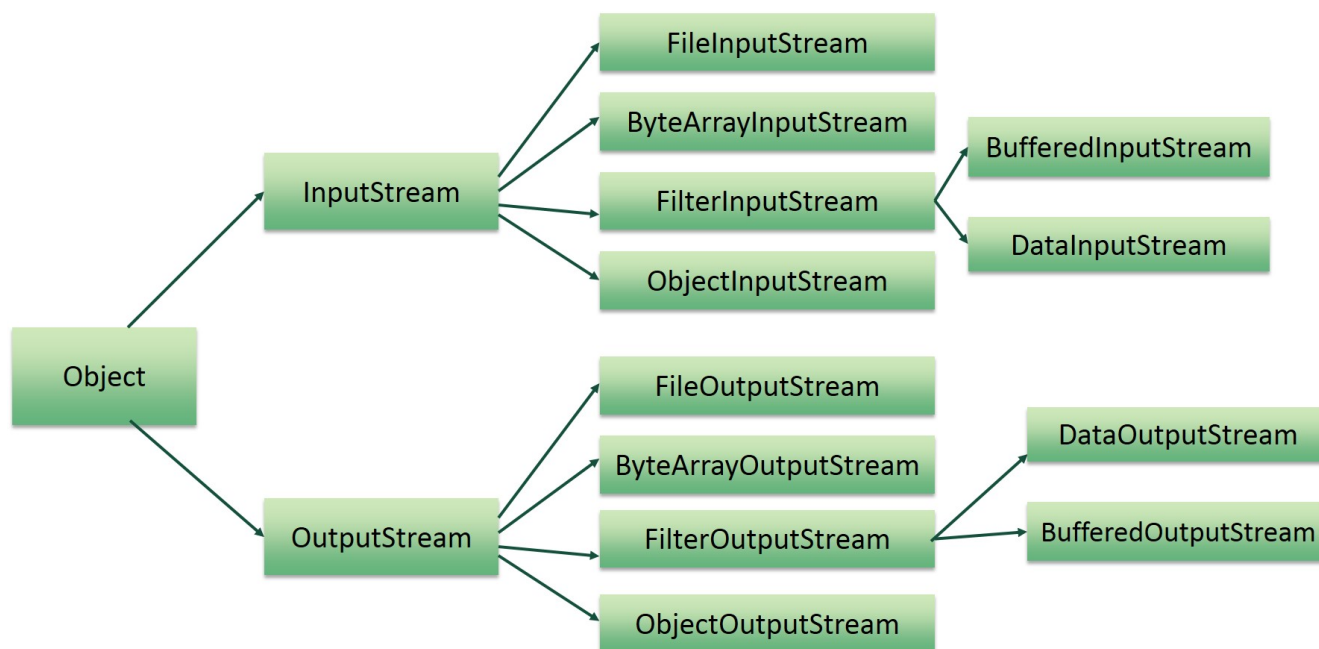 Object
InputStream
FileInputStream
ByteArrayInputStream
FilterInputStream
ObjectInputStream
BufferedInputStream
DataInputStream
OutputStream
FileOutputStream
ByteArrayOutputStream
FilterOutputStream
ObjectOutputStream
DataOutputStream
BufferedOutputStream